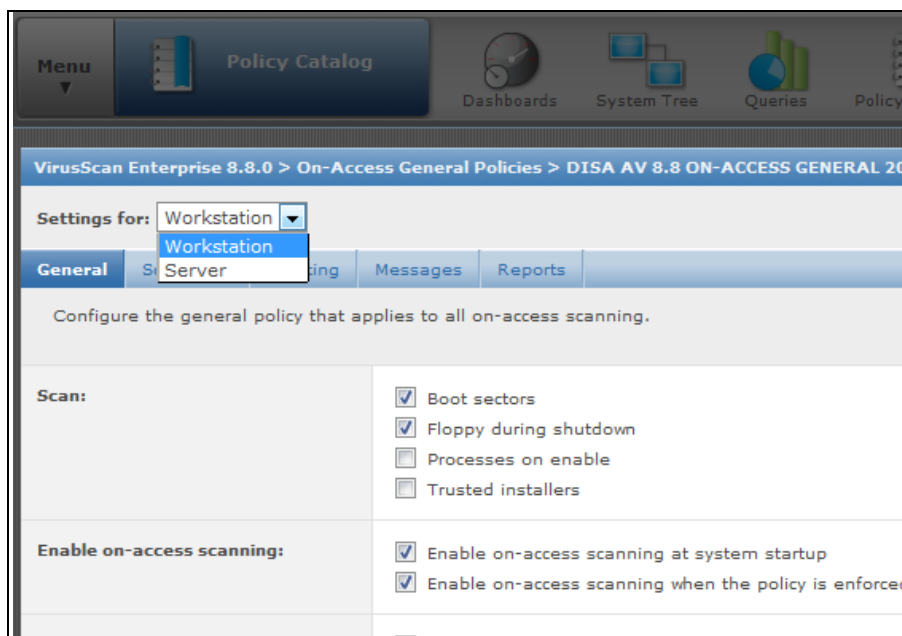 Menu
Policy Catalog
Dashboards
System Tree
Queries
Policy
VirusScan Enterprise 8.8.0 > On-Access General Policies > DISA AV 8.8 ON-ACCESS GENERAL 20
Settings for: Workstation
Workstation
Server
General
Messages
Reports
Configure the general policy that applies to all on-access scanning.
Scan:
Boot sectors
Floppy during shutdown
Processes on enable
Trusted installers
Enable on-access scanning:
Enable on-access scanning at system startup
Enable on-access scanning when the policy is enforced